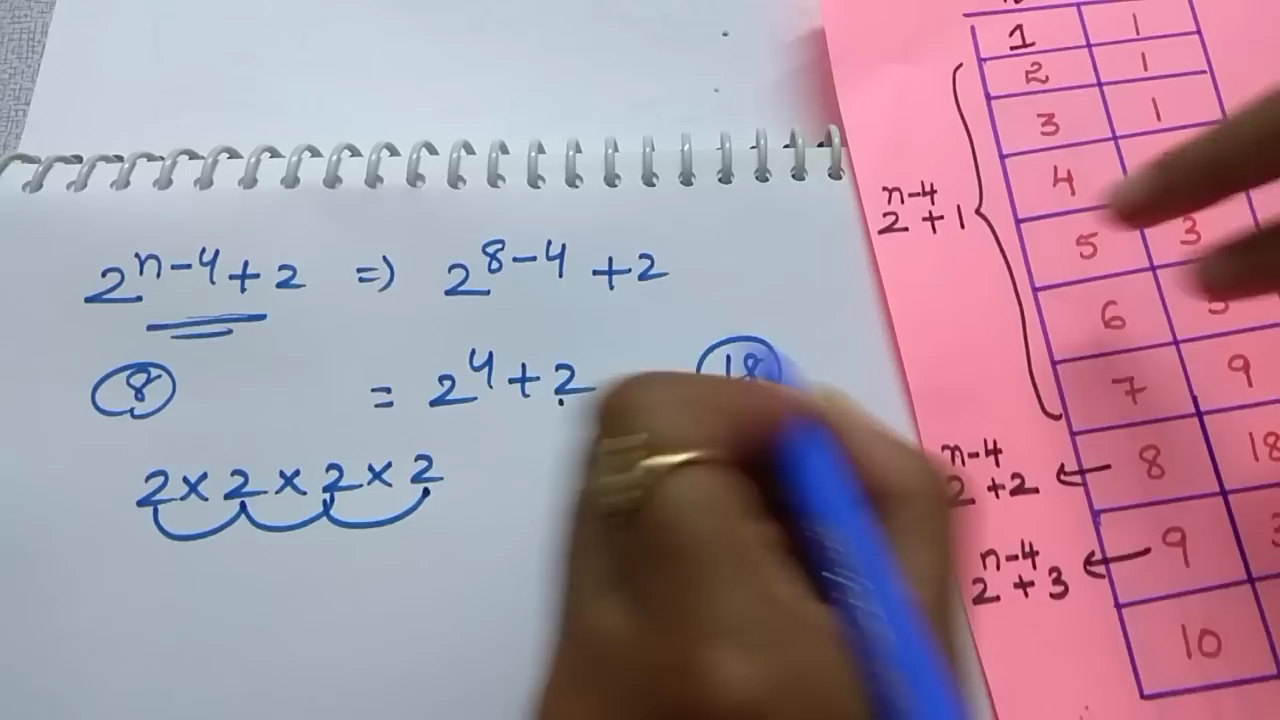 2^{n-4}+2 => 2^{8-4}+2
8 = 2^4+2 18
2×2×2×2
1 1
2 1
3 1
4
2^{n-4}+1
5 3
6
7 9
2^{n-4}+2 ← 8 18
2^{n-4}+3 ← 9
10